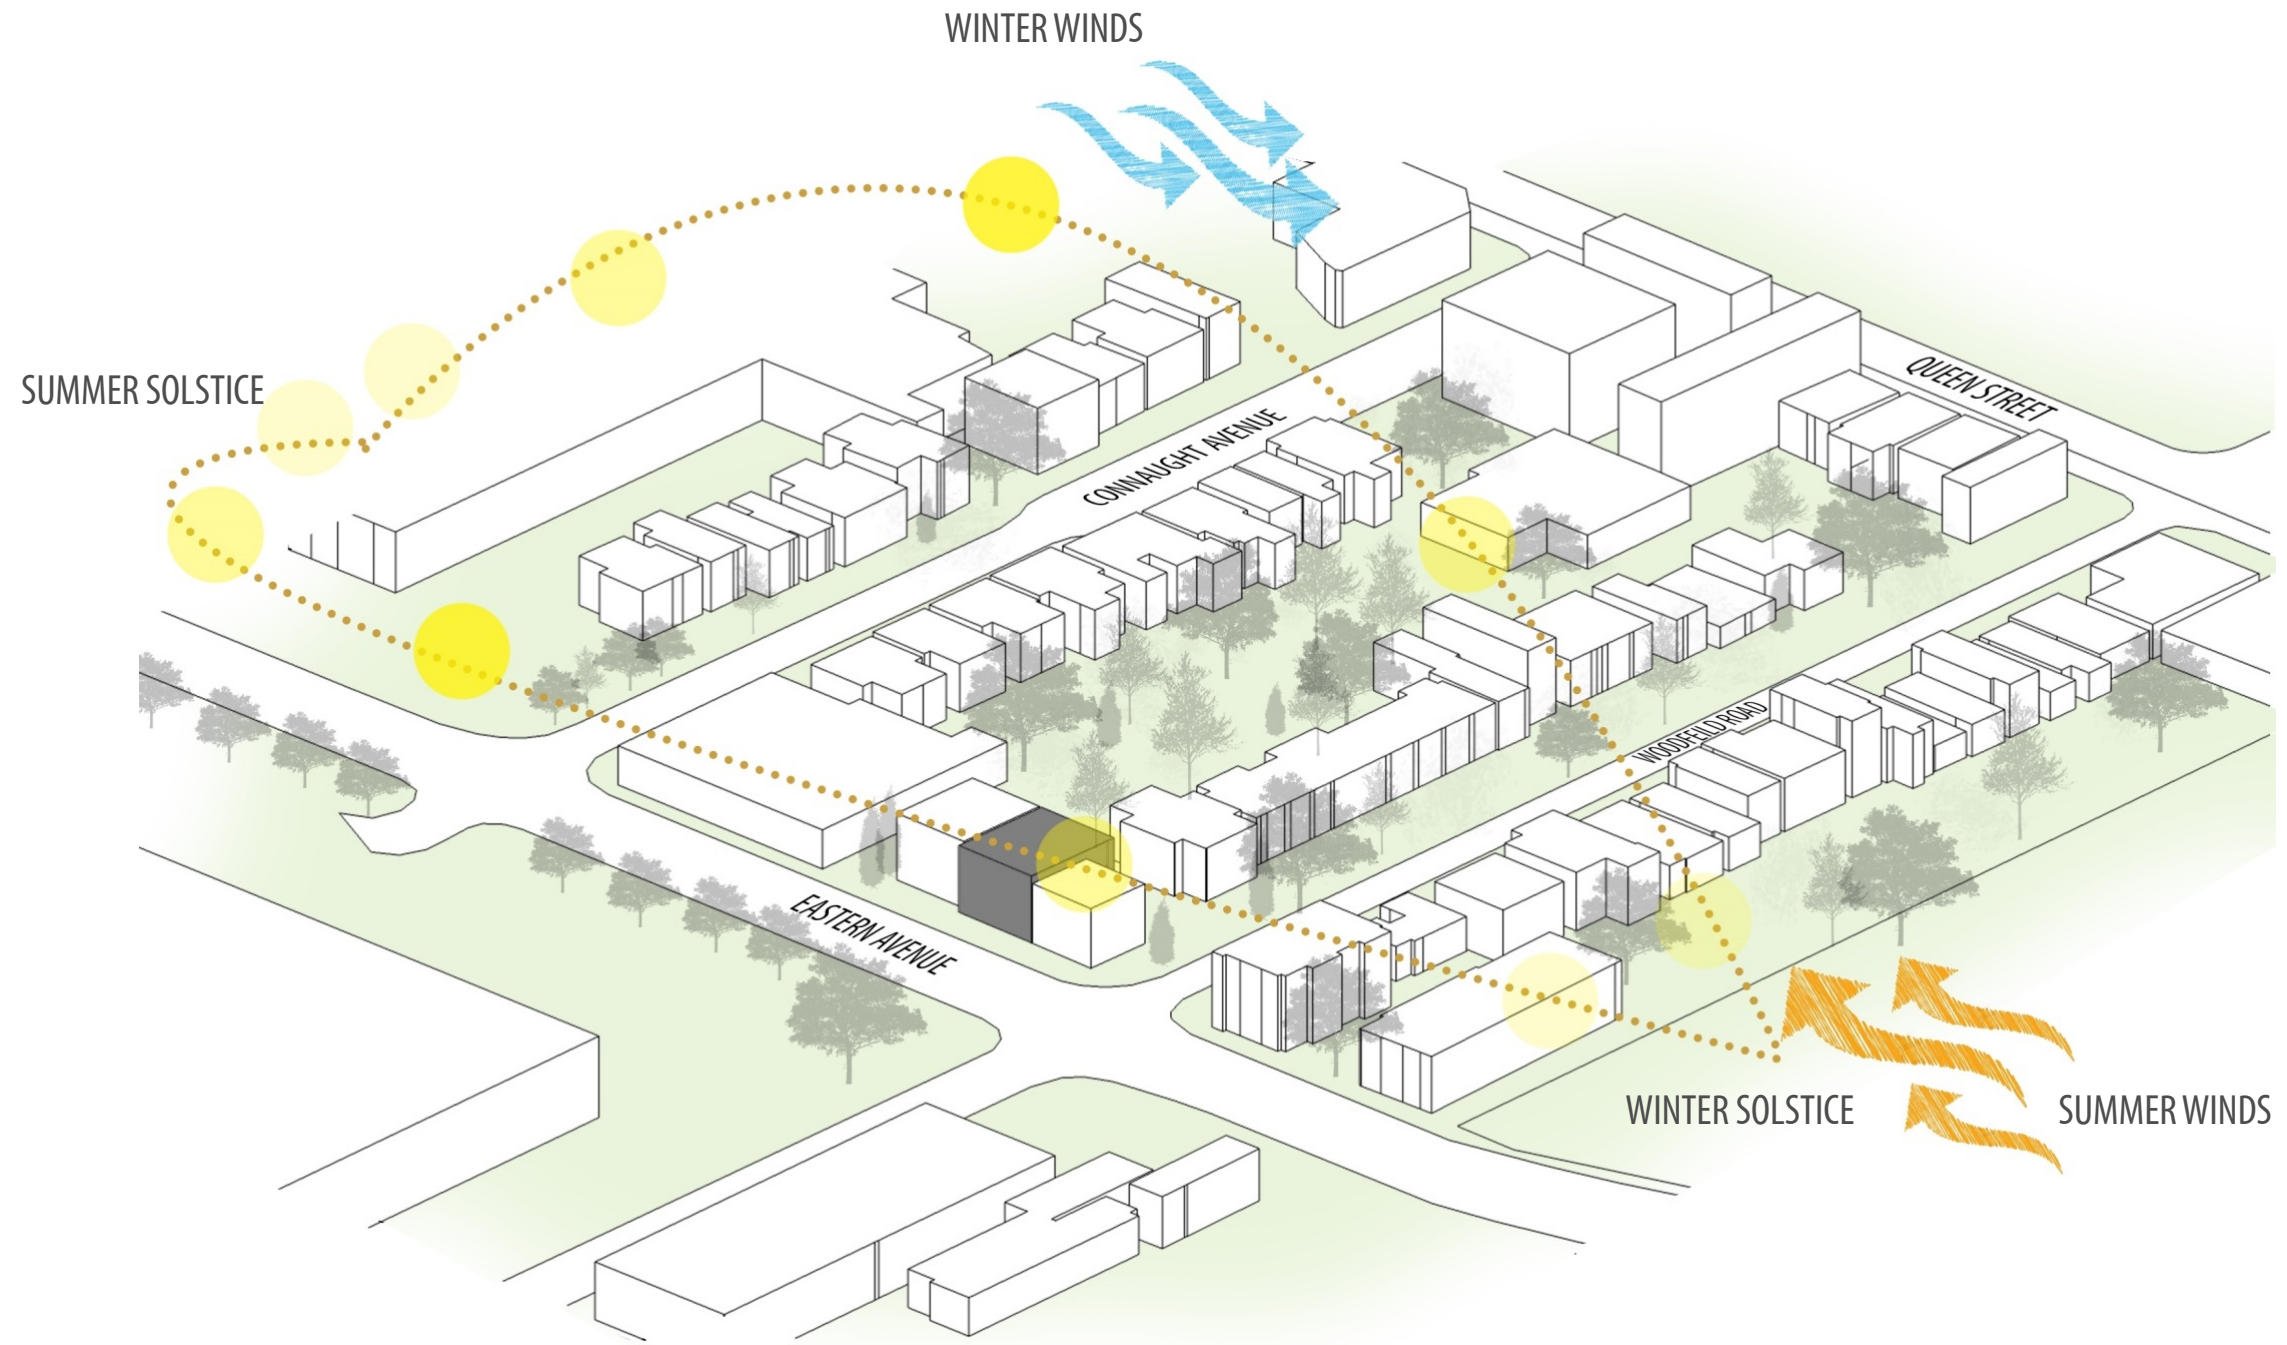 WINTER WINDS
SUMMER SOLSTICE
QUEEN STREET
CONNAUGHT AVENUE
WOODFEILD ROAD
EASTERN AVENUE
WINTER SOLSTICE
SUMMER WINDS